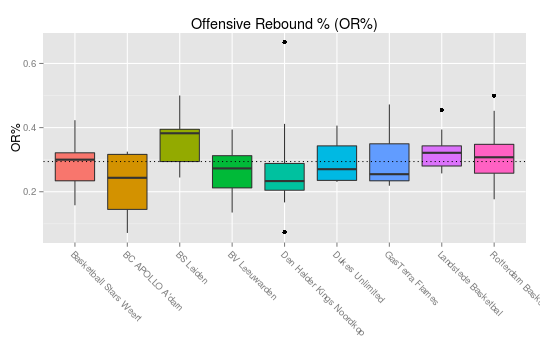 Offensive Rebound % (OR%)
OR%
0.6
0.4
0.2
Basketball Stars Weert
BC APOLLO A'dam
BS Leiden
BV Leeuwarden
Den Helder Kings Noordkop
Dukes Unlimited
GasTerra Flames
Landstede Basketbal
Rotterdam Baske